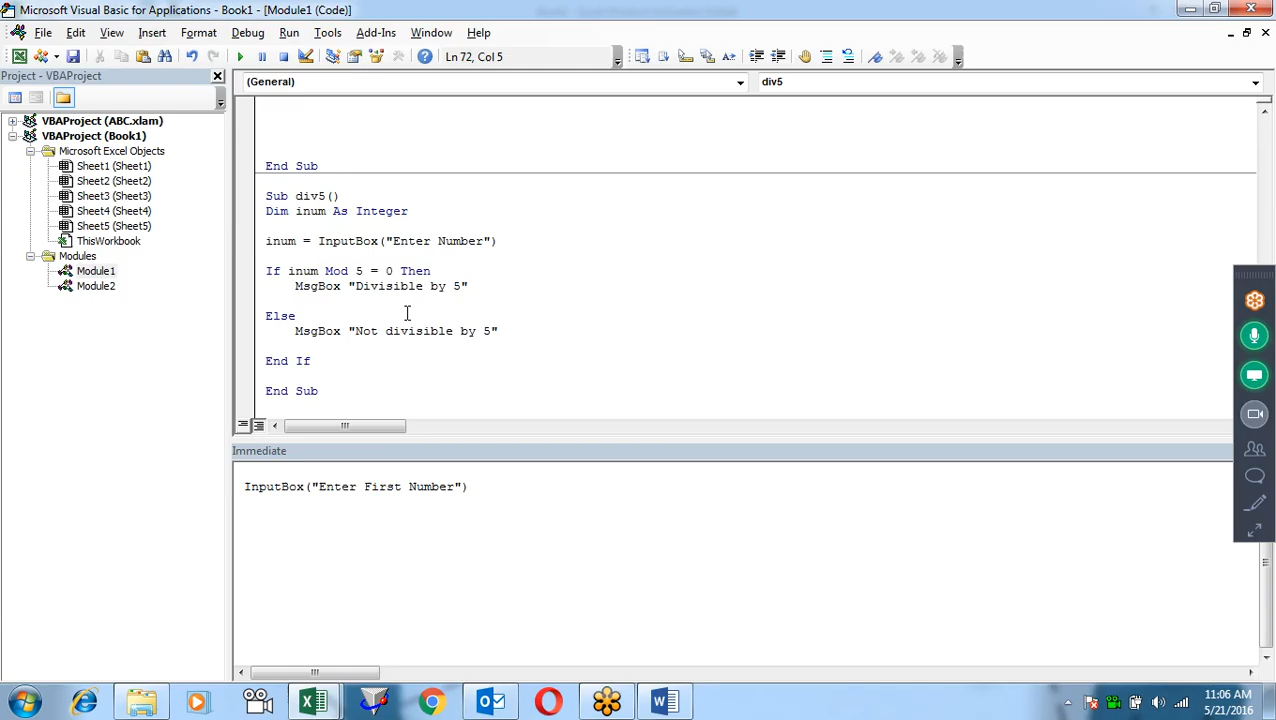 Microsoft Visual Basic for Applications - Book1 - [Module1 (Code)]
File Edit View Insert Format Debug Run Tools Add-Ins Window Help
Ln 72, Col 5
Project - VBAProject
(General)
div5
VBAProject (ABC.xlam)
VBAProject (Book1)
Microsoft Excel Objects
Sheet1 (Sheet1)
Sheet2 (Sheet2)
Sheet3 (Sheet3)
Sheet4 (Sheet4)
Sheet5 (Sheet5)
ThisWorkbook
Modules
Module1
Module2
End Sub
Sub div5()
Dim inum As Integer
inum = InputBox("Enter Number")
If inum Mod 5 = 0 Then
MsgBox "Divisible by 5"
Else
MsgBox "Not divisible by 5"
End If
End Sub
Immediate
InputBox("Enter First Number")
11:06 AM
5/21/2016